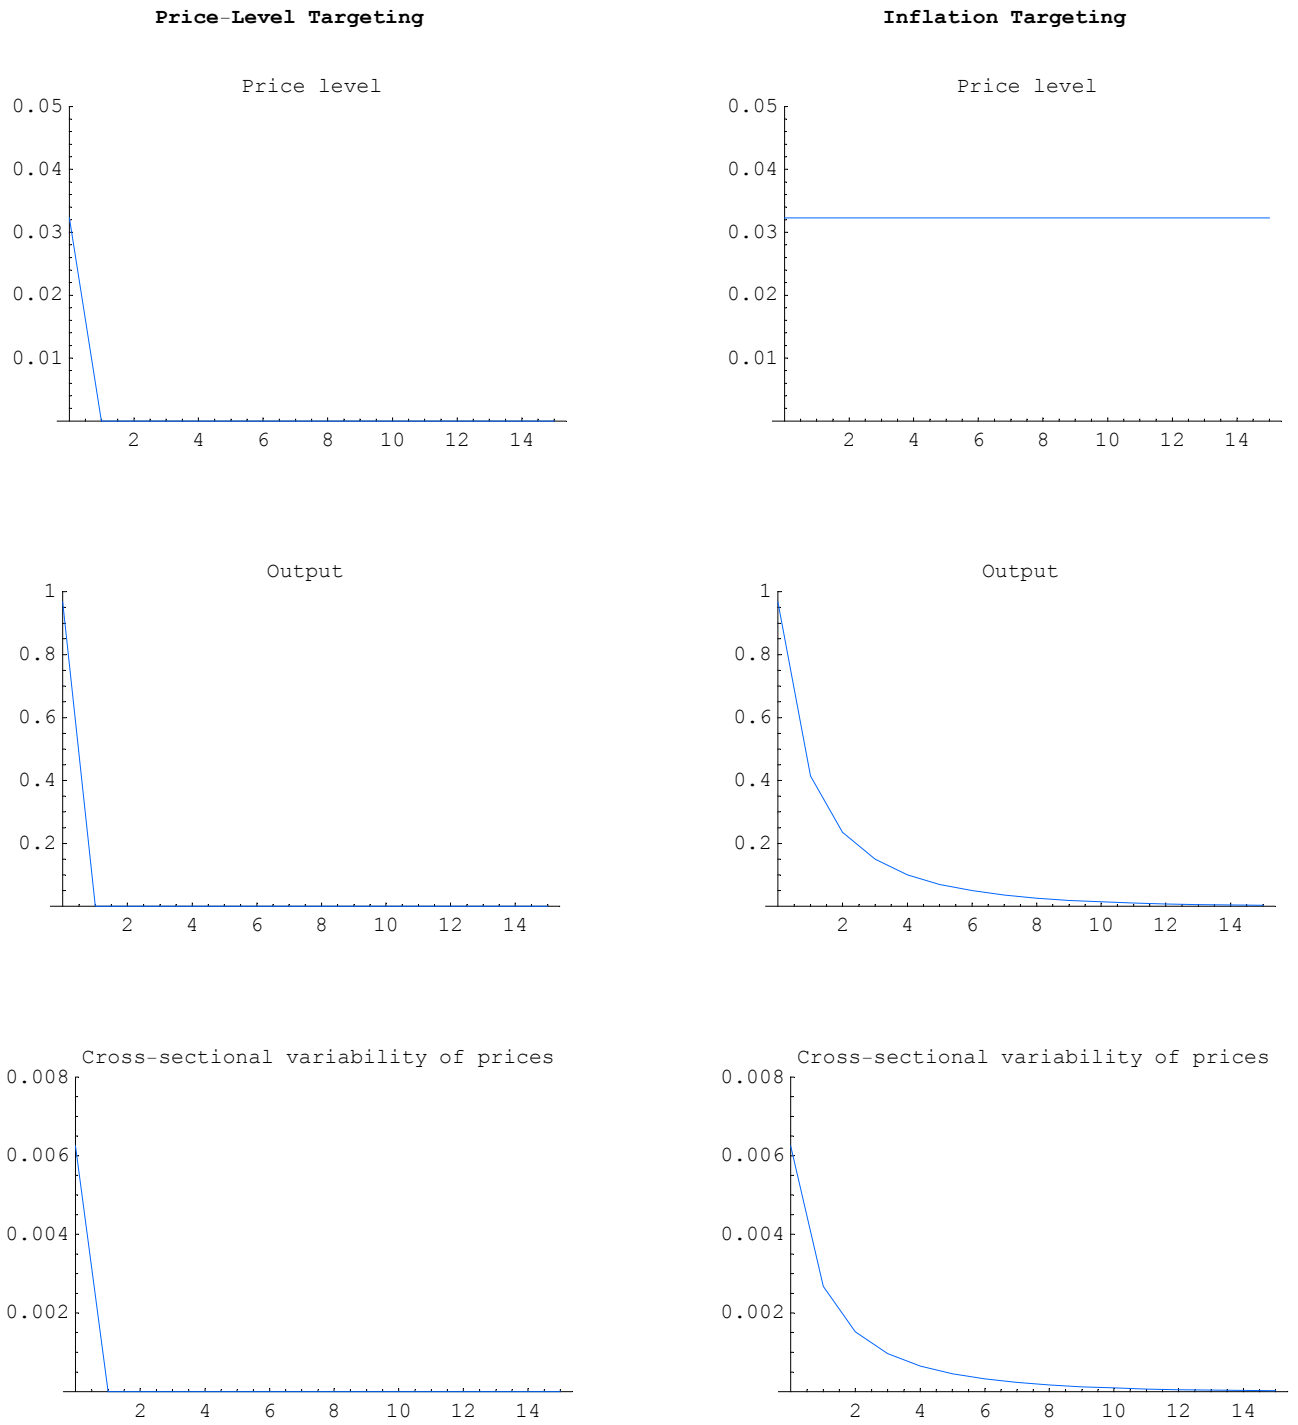 Price-Level Targeting
Inflation Targeting
Price level
0.05
0.04
0.03
0.02
0.01
2 4 6 8 10 12 14
Price level
0.05
0.04
0.03
0.02
0.01
2 4 6 8 10 12 14
Output
1
0.8
0.6
0.4
0.2
2 4 6 8 10 12 14
Output
1
0.8
0.6
0.4
0.2
2 4 6 8 10 12 14
Cross-sectional variability of prices
0.008
0.006
0.004
0.002
2 4 6 8 10 12 14
Cross-sectional variability of prices
0.008
0.006
0.004
0.002
2 4 6 8 10 12 14